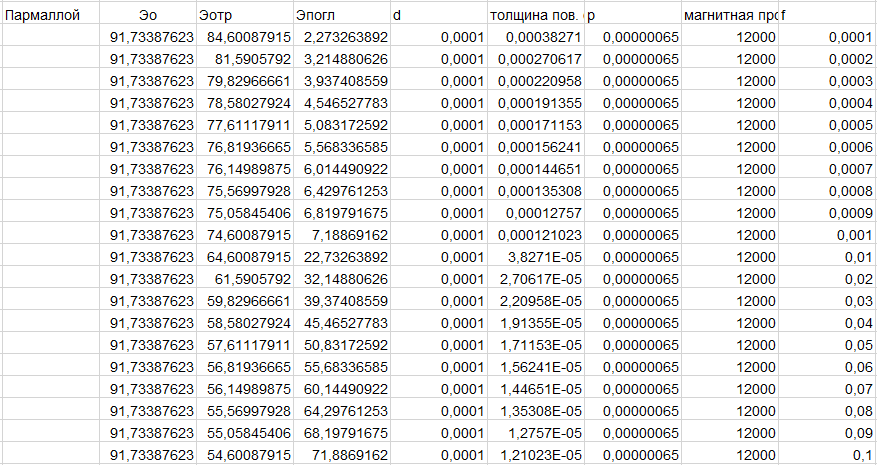 Пармаллой Эо Эотр Эпогл d толщина пов. p магнитная про f
91,73387623 84,60087915 2,273263892 0,0001 0,00038271 0,00000065 12000 0,0001
91,73387623 81,5905792 3,214880626 0,0001 0,000270617 0,00000065 12000 0,0002
91,73387623 79,82966661 3,937408559 0,0001 0,000220958 0,00000065 12000 0,0003
91,73387623 78,58027924 4,546527783 0,0001 0,000191355 0,00000065 12000 0,0004
91,73387623 77,61117911 5,083172592 0,0001 0,000171153 0,00000065 12000 0,0005
91,73387623 76,81936665 5,568336585 0,0001 0,000156241 0,00000065 12000 0,0006
91,73387623 76,14989875 6,014490922 0,0001 0,000144651 0,00000065 12000 0,0007
91,73387623 75,56997928 6,429761253 0,0001 0,000135308 0,00000065 12000 0,0008
91,73387623 75,05845406 6,819791675 0,0001 0,00012757 0,00000065 12000 0,0009
91,73387623 74,60087915 7,18869162 0,0001 0,000121023 0,00000065 12000 0,001
91,73387623 64,60087915 22,73263892 0,0001 3,8271E-05 0,00000065 12000 0,01
91,73387623 61,5905792 32,14880626 0,0001 2,70617E-05 0,00000065 12000 0,02
91,73387623 59,82966661 39,37408559 0,0001 2,20958E-05 0,00000065 12000 0,03
91,73387623 58,58027924 45,46527783 0,0001 1,91355E-05 0,00000065 12000 0,04
91,73387623 57,61117911 50,83172592 0,0001 1,71153E-05 0,00000065 12000 0,05
91,73387623 56,81936665 55,68336585 0,0001 1,56241E-05 0,00000065 12000 0,06
91,73387623 56,14989875 60,14490922 0,0001 1,44651E-05 0,00000065 12000 0,07
91,73387623 55,56997928 64,29761253 0,0001 1,35308E-05 0,00000065 12000 0,08
91,73387623 55,05845406 68,19791675 0,0001 1,2757E-05 0,00000065 12000 0,09
91,73387623 54,60087915 71,8869162 0,0001 1,21023E-05 0,00000065 12000 0,1